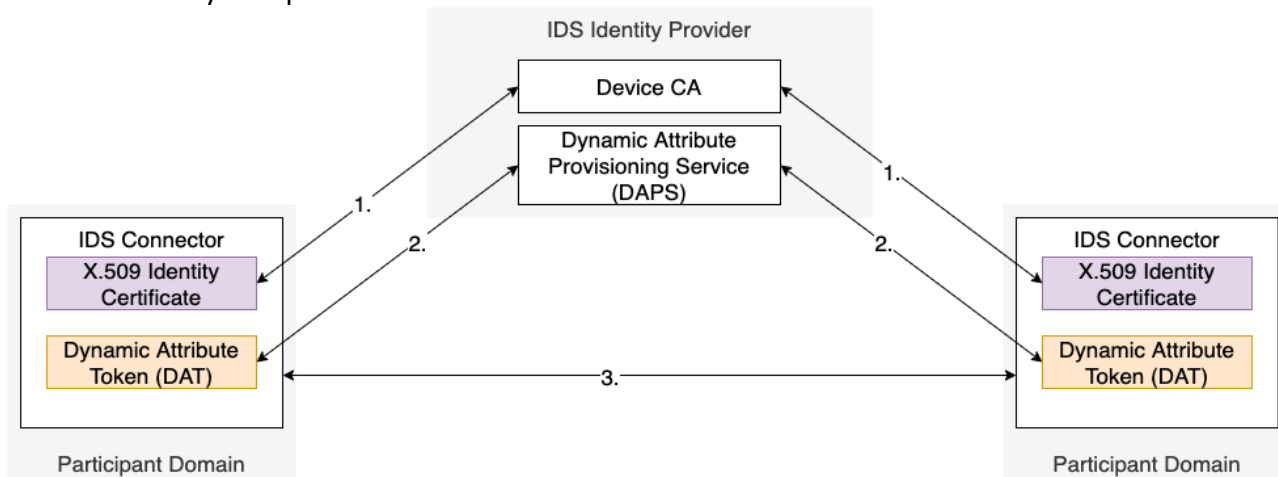 IDS Identity Provider
Device CA
Dynamic Attribute
Provisioning Service
(DAPS)
1.
1.
2.
2.
IDS Connector
X.509 Identity
Certificate
Dynamic Attribute
Token (DAT)
Participant Domain
3.
IDS Connector
X.509 Identity
Certificate
Dynamic Attribute
Token (DAT)
Participant Domain